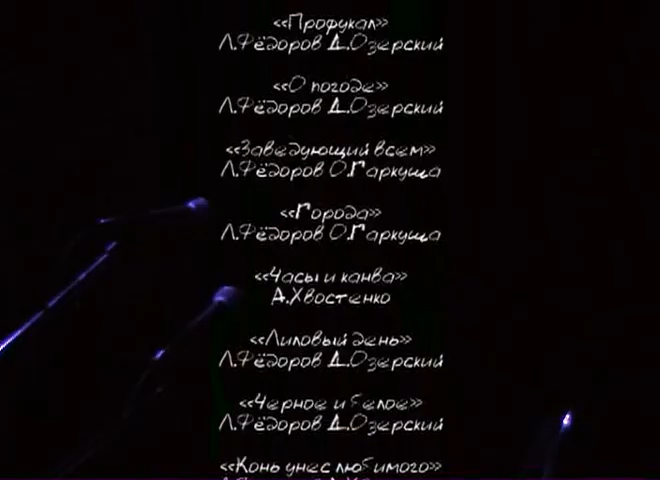 «Профукал»
Л.Фёдоров Д.Озерский
«О погоде»
Л.Фёдоров Д.Озерский
«Заведующий всем»
Л.Фёдоров О.Гаркуша
«Города»
Л.Фёдоров О.Гаркуша
«Часы и канва»
А.Хвостенко
«Лиловый день»
Л.Фёдоров Д.Озерский
«Черное и белое»
Л.Фёдоров Д.Озерский
«Конь унес любимого»